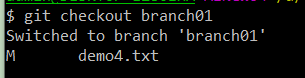 $ git checkout branch01
Switched to branch 'branch01'
M       demo4.txt